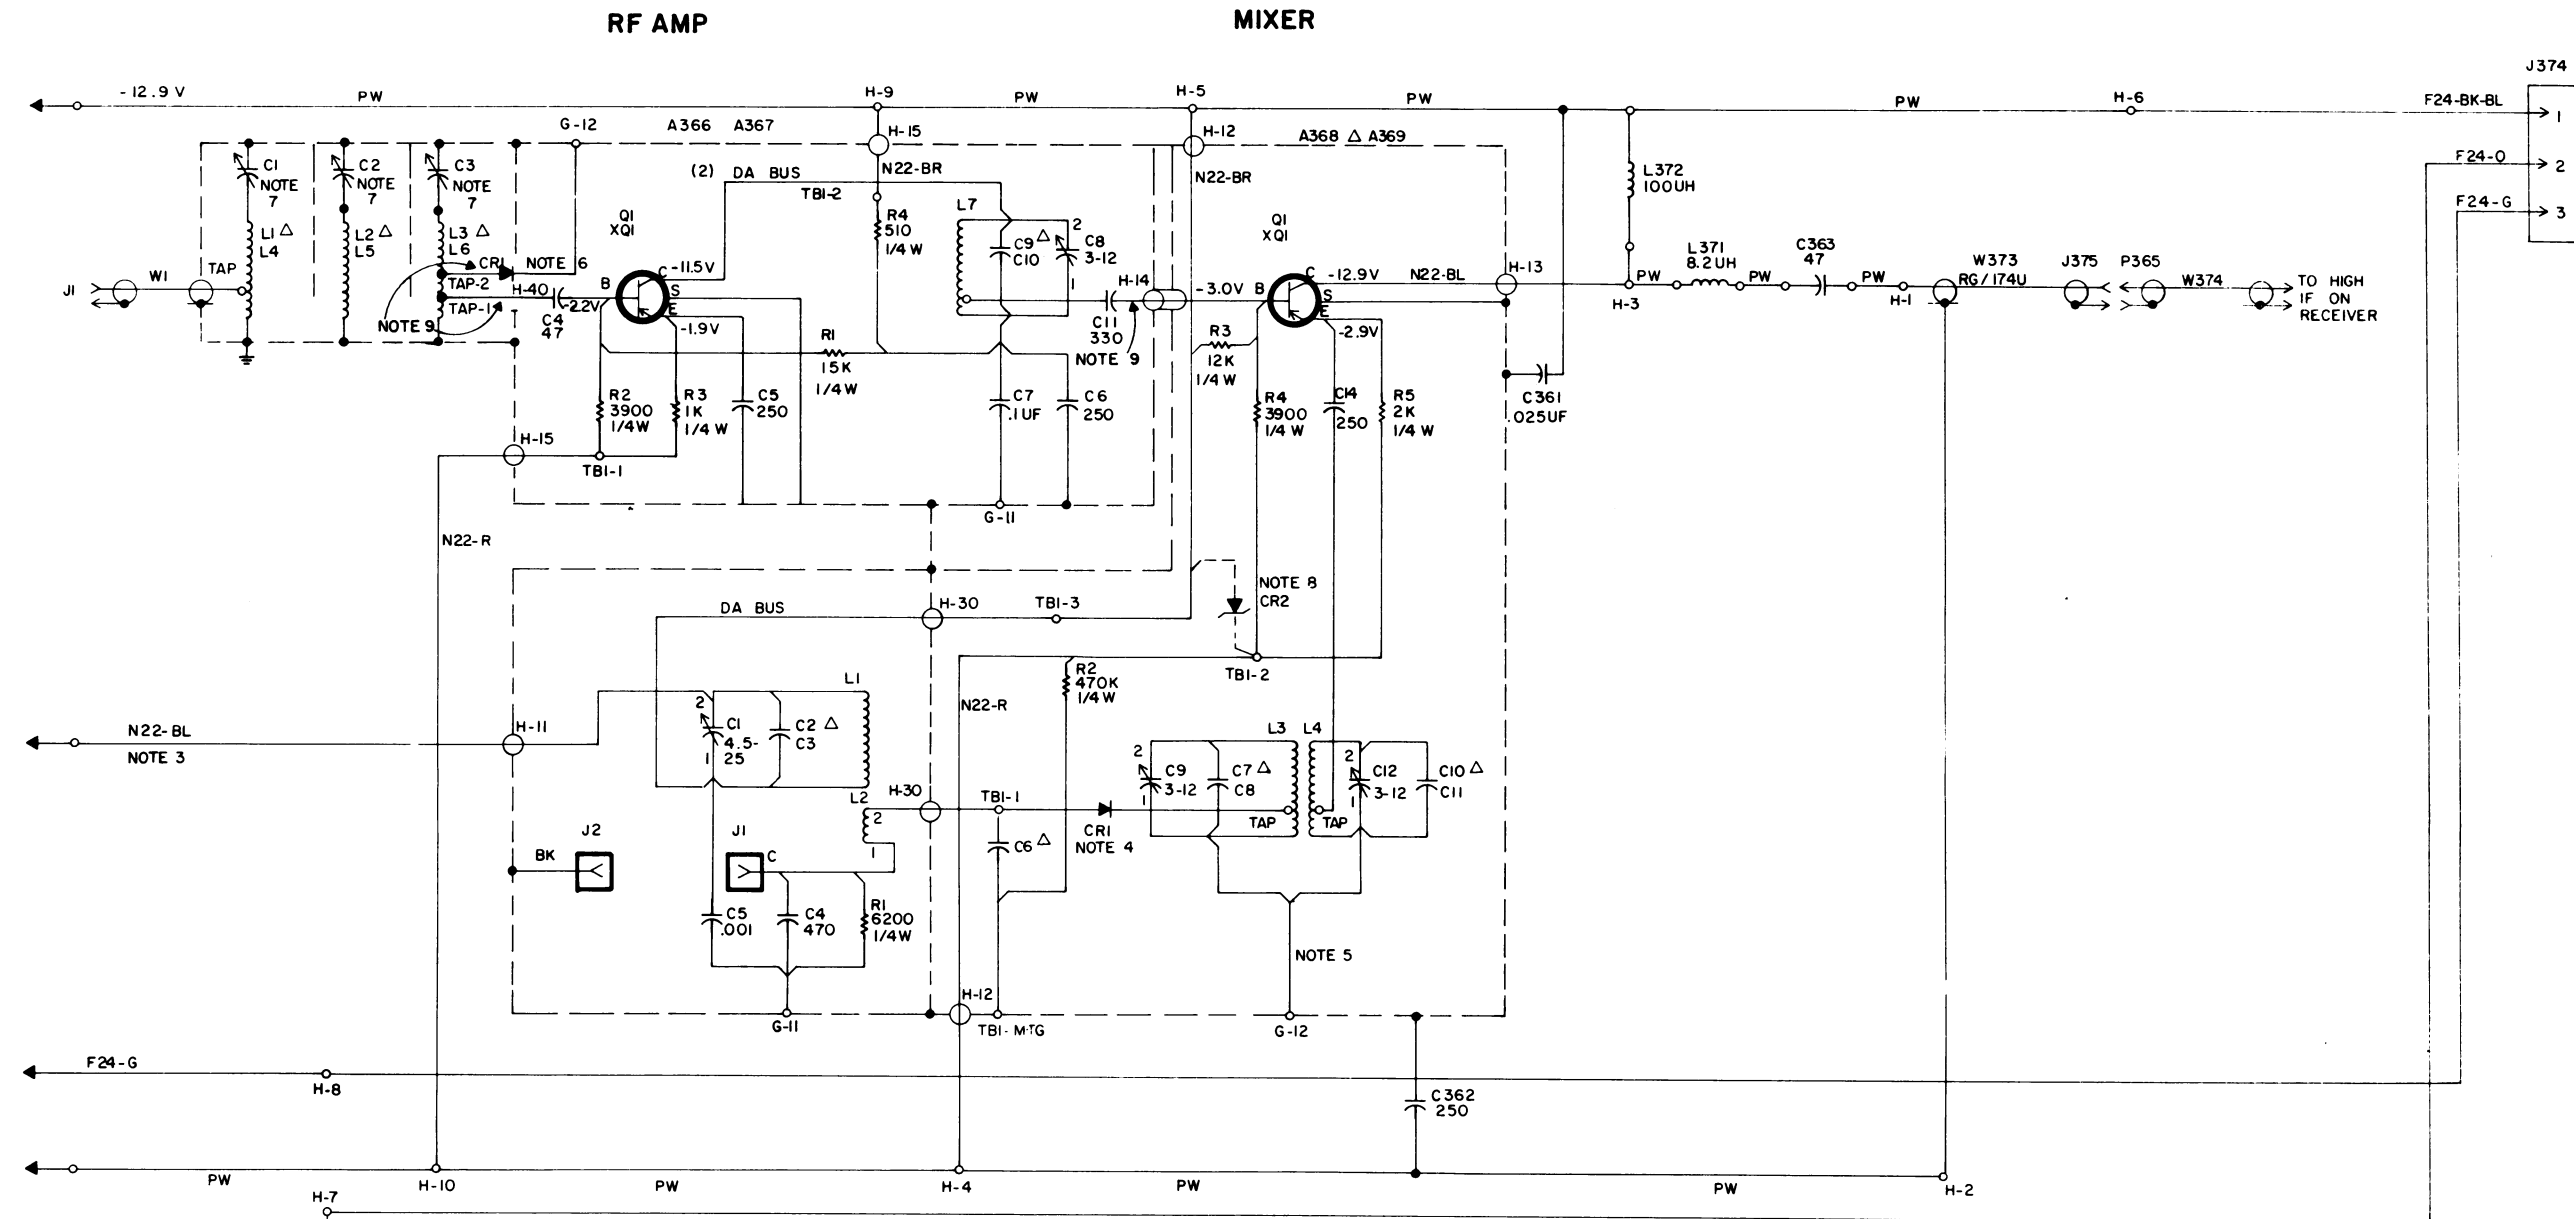 RF AMP
MIXER
J374
-12.9 V
PW
H-9
PW
H-5
PW
PW
H-6
F24-BK-BL
1
G-12
A366 A367
H-15
H-12
A368 △ A369
C1
NOTE
7
C2
NOTE
7
C3
NOTE
7
(2) DA BUS
N22-BR
TB1-2
N22-BR
L372
100UH
F24-O
2
F24-G
3
L1 △
L4
L2 △
L5
L3 △
L6
Q1
XQ1
R4
510
1/4 W
L7
C9 △
C10
2
C8
3-12
1
Q1
XQ1
J1
W1
TAP
CR1
NOTE 6
TAP-2
TAP-1
H-40
NOTE 9
C4
47
-2.2V
B
C
S
E
-11.5V
-1.9V
H-14
C11
330
NOTE 9
-3.0V
B
C
S
E
-12.9V
N22-BL
H-13
-2.9V
H-3
PW
L371
8.2UH
PW
C363
47
PW
H-1
W373
RG/174U
J375
P365
W374
TO HIGH
IF ON
RECEIVER
R1
15K
1/4 W
R3
12K
1/4 W
R2
3900
1/4W
R3
1K
1/4 W
C5
250
C7
.1UF
C6
250
R4
3900
1/4 W
C14
250
R5
2K
1/4 W
C361
.025UF
H-15
TB1-1
G-11
N22-R
DA BUS
H-30
TB1-3
NOTE 8
CR2
TB1-2
R2
470K
1/4W
N22-R
L1
2
C1
4.5-
25
1
C2 △
C3
N22-BL
NOTE 3
H-11
L2
2
1
H-30
TB1-1
CR1
NOTE 4
C6 △
2
C9
3-12
1
C7 △
C8
L3
L4
TAP
TAP
2
C12
3-12
1
C10 △
C11
J2
BK
J1
C
C5
.001
C4
470
R1
6200
1/4W
NOTE 5
G-11
H-12
TB1-MTG
G-12
F24-G
H-8
C362
250
PW
H-10
PW
H-4
PW
PW
H-2
H-7